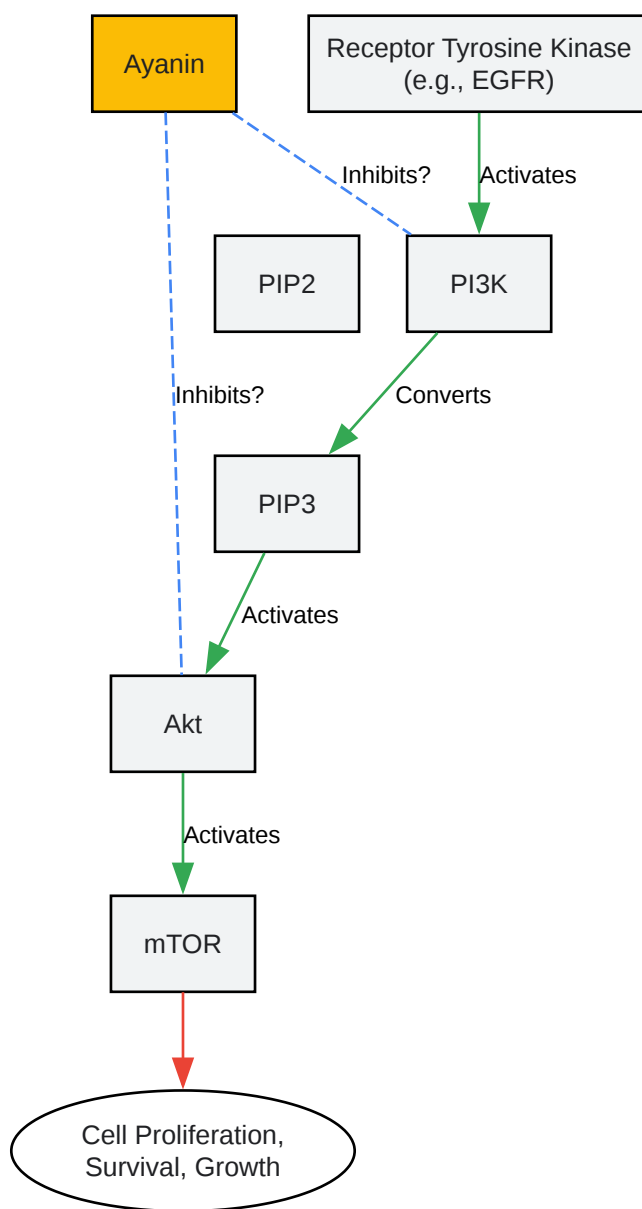 Ayanin
Receptor Tyrosine Kinase
(e.g., EGFR)
Inhibits?
Activates
PIP2
PI3K
Inhibits?
Converts
PIP3
Activates
Akt
Activates
mTOR
Cell Proliferation,
Survival, Growth